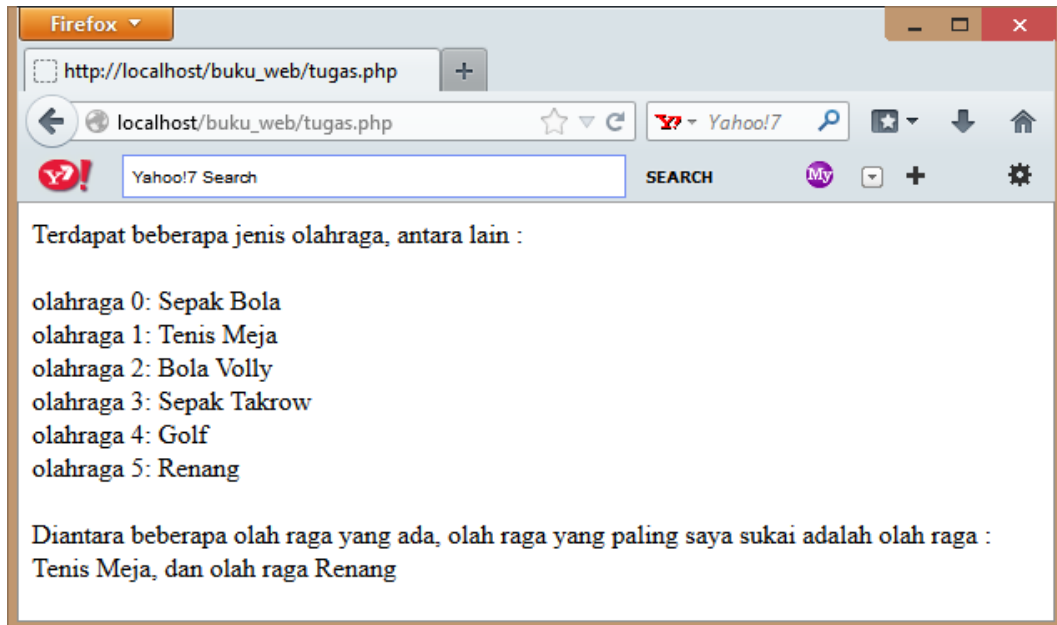 Firefox
http://localhost/buku_web/tugas.php
localhost/buku_web/tugas.php
Yahoo!7
Y7!
Yahoo!7 Search
SEARCH
My
Terdapat beberapa jenis olahraga, antara lain :
olahraga 0: Sepak Bola
olahraga 1: Tenis Meja
olahraga 2: Bola Volly
olahraga 3: Sepak Takrow
olahraga 4: Golf
olahraga 5: Renang
Diantara beberapa olah raga yang ada, olah raga yang paling saya sukai adalah olah raga :
Tenis Meja, dan olah raga Renang